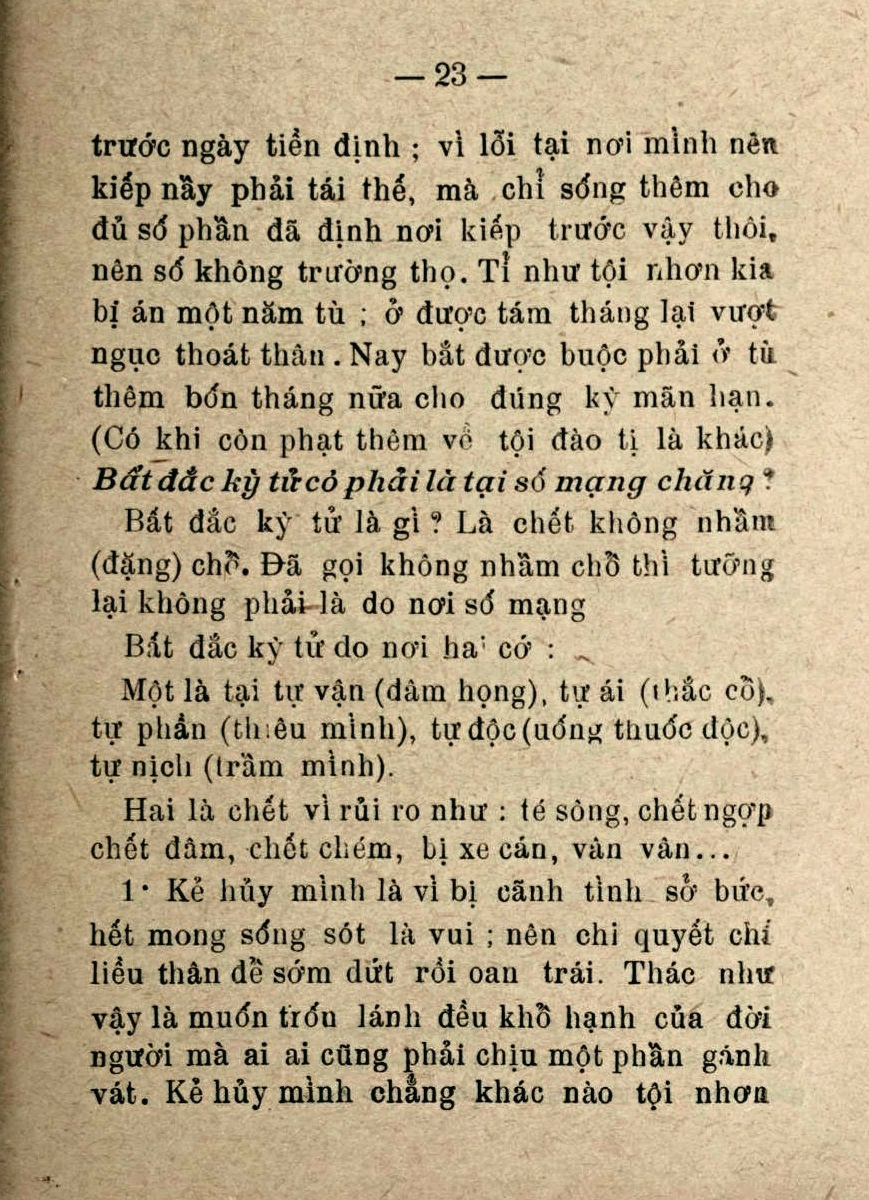 — 23 —
trước ngày tiền định ; vì lỗi tại nơi mình nên
kiếp nầy phải tái thế, mà chỉ sống thêm cho
đủ số phần đã định nơi kiếp trước vậy thôi,
nên số không trường thọ. Tỉ như tội nhơn kia
bị án một năm tù ; ở được tám tháng lại vượt
ngục thoát thân . Nay bắt được buộc phải ở tù
thêm bốn tháng nữa cho đúng kỳ mãn hạn.
(Có khi còn phạt thêm về tội đào tị là khác)
Bất đắc kỳ tử có phải là tại số mạng chăng ?
Bất đắc kỳ tử là gì ? Là chết không nhầm
(đặng) chỗ. Đã gọi không nhầm chỗ thì tưởng
lại không phải là do nơi số mạng
Bất đắc kỳ tử do nơi hai cớ :
Một là tại tự vận (đâm họng), tự ái (thắc cổ),
tự phần (thiêu mình), tự độc (uống thuốc độc),
tự nịch (trầm mình).
Hai là chết vì rủi ro như : té sông, chết ngợp
chết đâm, chết chém, bị xe cán, vân vân...
1· Kẻ hủy mình là vì bị cãnh tình sở bức,
hết mong sống sót là vui ; nên chi quyết chí
liều thân để sớm dứt rồi oan trái. Thác như
vậy là muốn trốn lánh đều khổ hạnh của đời
người mà ai ai cũng phải chịu một phần gánh
vát. Kẻ hủy mình chẳng khác nào tội nhơn